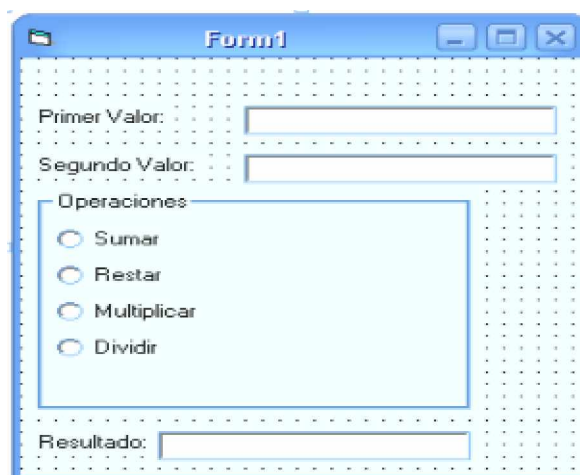 Form1
Primer Valor:
Segundo Valor:
Operaciones
Sumar
Restar
Multiplicar
Dividir
Resultado: